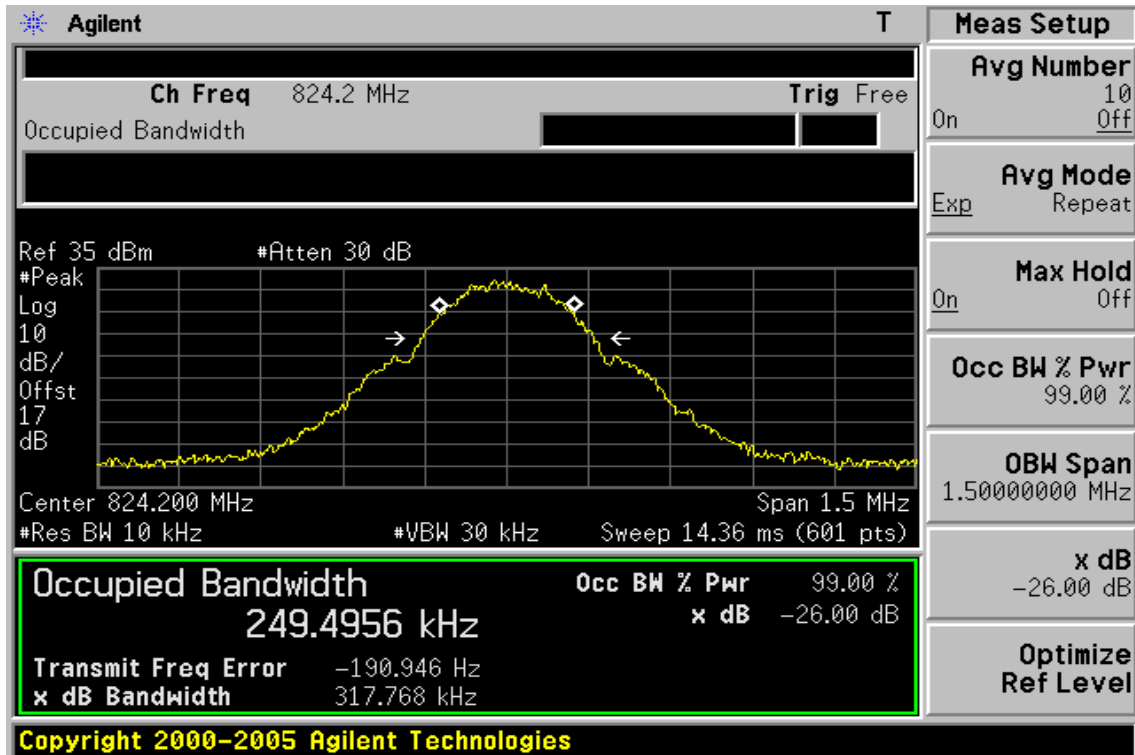 Agilent T
Ch Freq 824.2 MHz Trig Free
Occupied Bandwidth
Ref 35 dBm #Atten 30 dB
#Peak
Log
10
dB/
Offst
17
dB
Center 824.200 MHz Span 1.5 MHz
#Res BW 10 kHz #VBW 30 kHz Sweep 14.36 ms (601 pts)
Occupied Bandwidth Occ BW % Pwr 99.00 %
249.4956 kHz x dB -26.00 dB
Transmit Freq Error -190.946 Hz
x dB Bandwidth 317.768 kHz
Copyright 2000-2005 Agilent Technologies
Meas Setup
Avg Number
10
On Off
Avg Mode
Exp Repeat
Max Hold
On Off
Occ BW % Pwr
99.00 %
OBW Span
1.50000000 MHz
x dB
-26.00 dB
Optimize
Ref Level